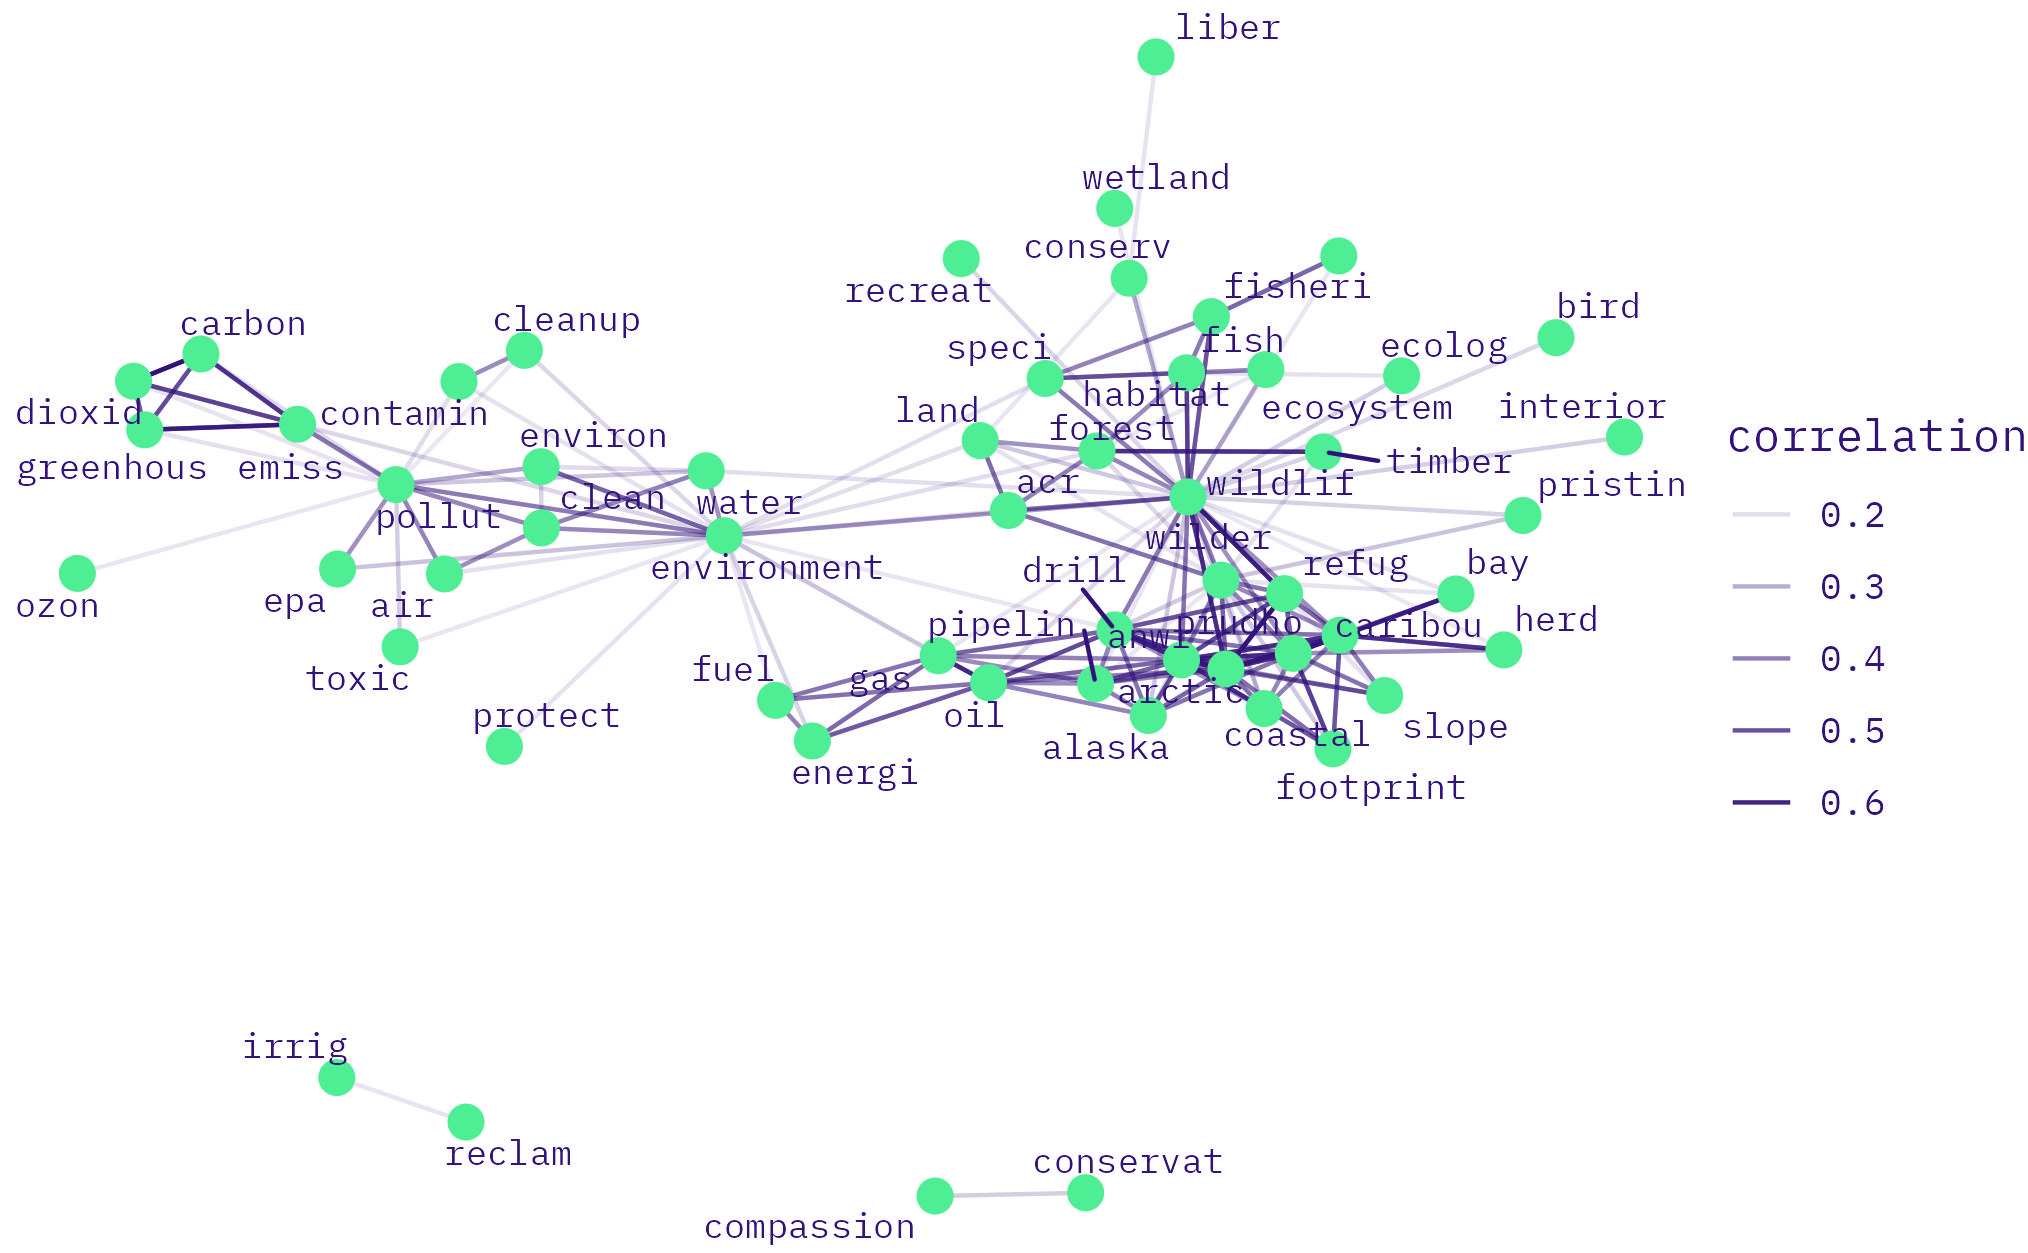 liber
wetland
conserv
recreat
fisheri
bird
carbon
cleanup
speci
fish
ecolog
dioxid
contamin
land
habitat
ecosystem
interior
environ
forest
correlation
greenhous
emiss
clean
water
acr
wildlif
timber
pristin
pollut
0.2
wilder
ozon
epa
air
environment
drill
refug
bay
0.3
pipelin
anwr
prudho
caribou
herd
toxic
fuel
gas
arctic
0.4
protect
oil
alaska
coastal
slope
0.5
energi
footprint
0.6
irrig
reclam
conservat
compassion